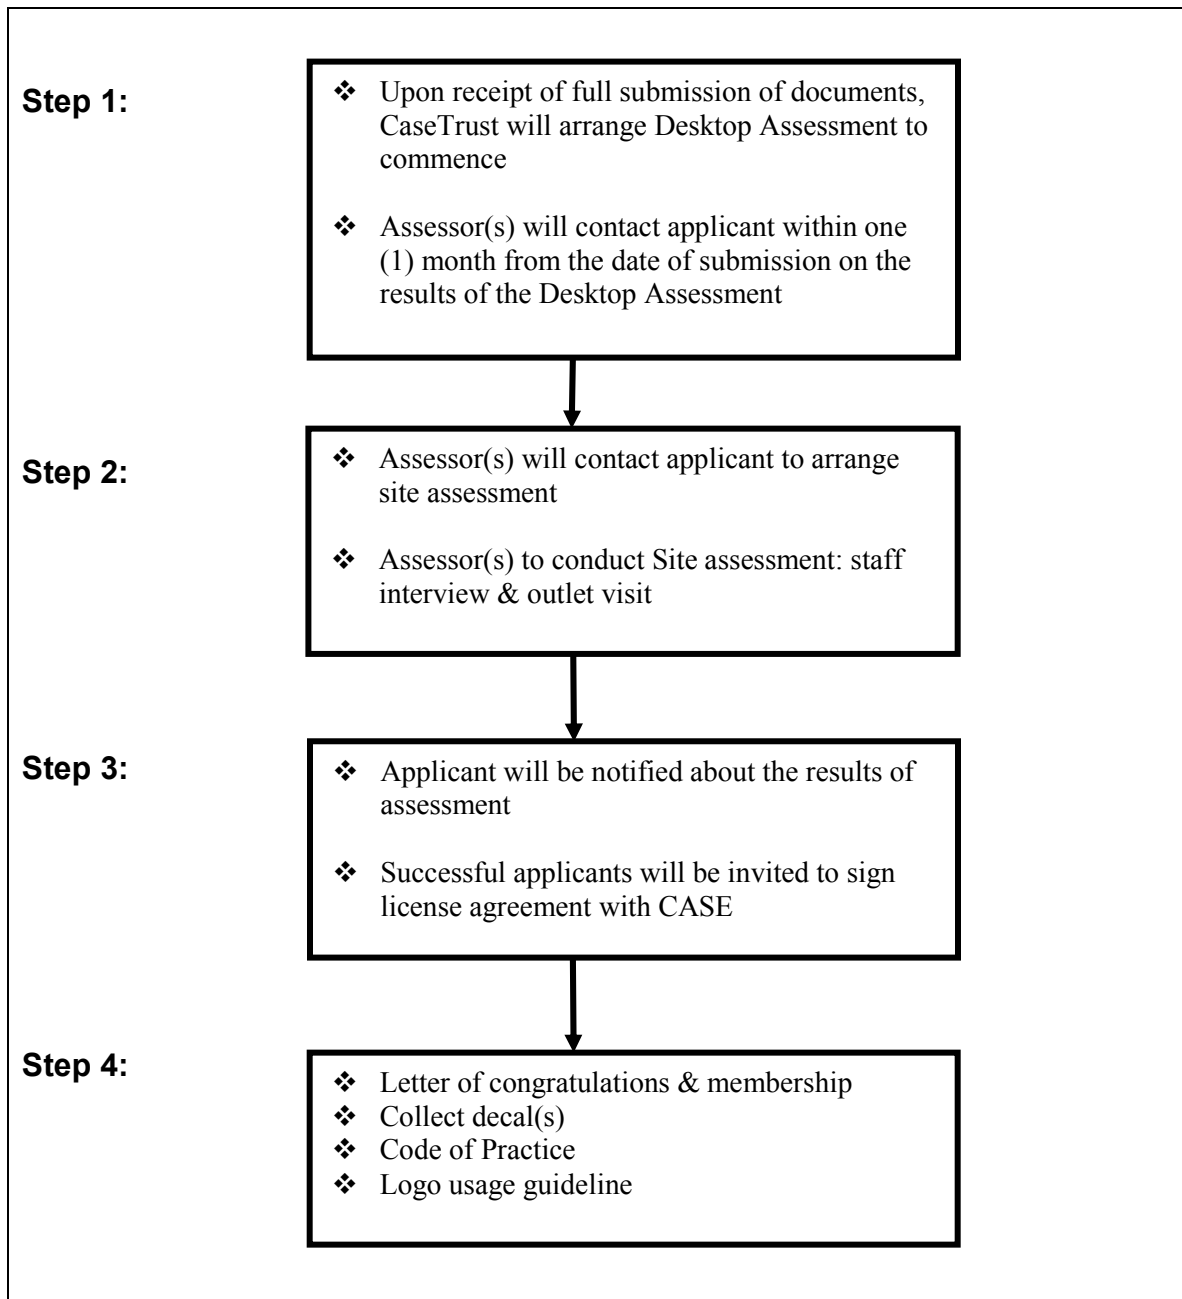 Step 1:
❖ Upon receipt of full submission of documents,
CaseTrust will arrange Desktop Assessment to
commence
❖ Assessor(s) will contact applicant within one
(1) month from the date of submission on the
results of the Desktop Assessment
Step 2:
❖ Assessor(s) will contact applicant to arrange
site assessment
❖ Assessor(s) to conduct Site assessment: staff
interview & outlet visit
Step 3:
❖ Applicant will be notified about the results of
assessment
❖ Successful applicants will be invited to sign
license agreement with CASE
Step 4:
❖ Letter of congratulations & membership
❖ Collect decal(s)
❖ Code of Practice
❖ Logo usage guideline